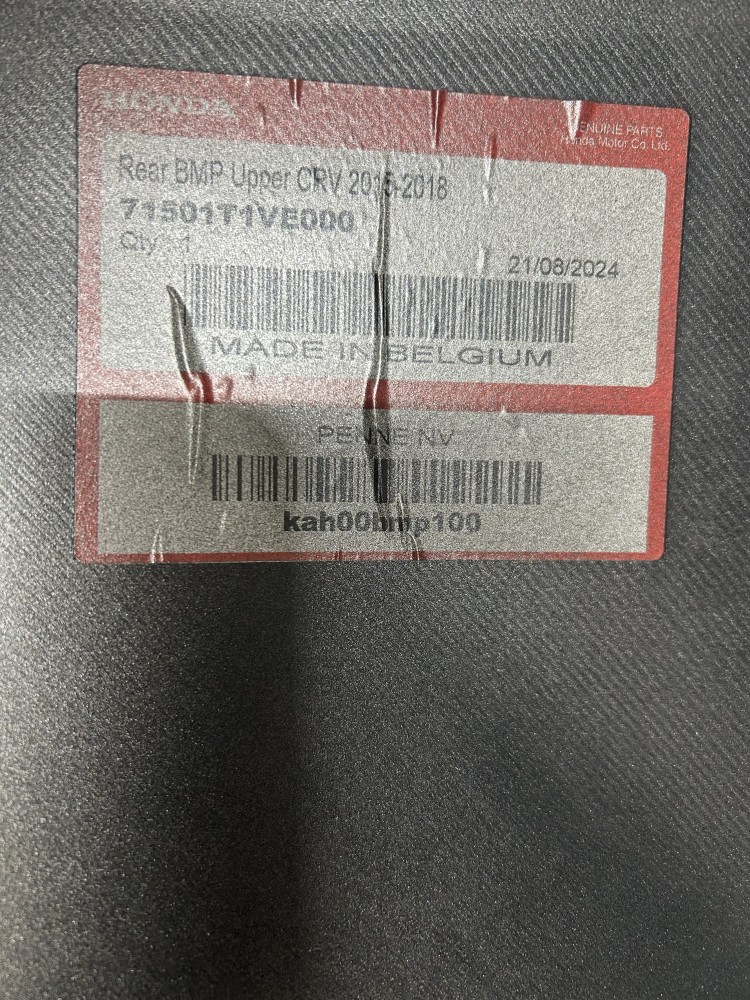 HONDA
GENUINE PARTS
Honda Motor Co. Ltd.
Rear BMP Upper CRV 2015-2018
71501T1VE000
Qty : 1
21/08/2024
MADE IN BELGIUM
PENNE NV
kah00bmp100